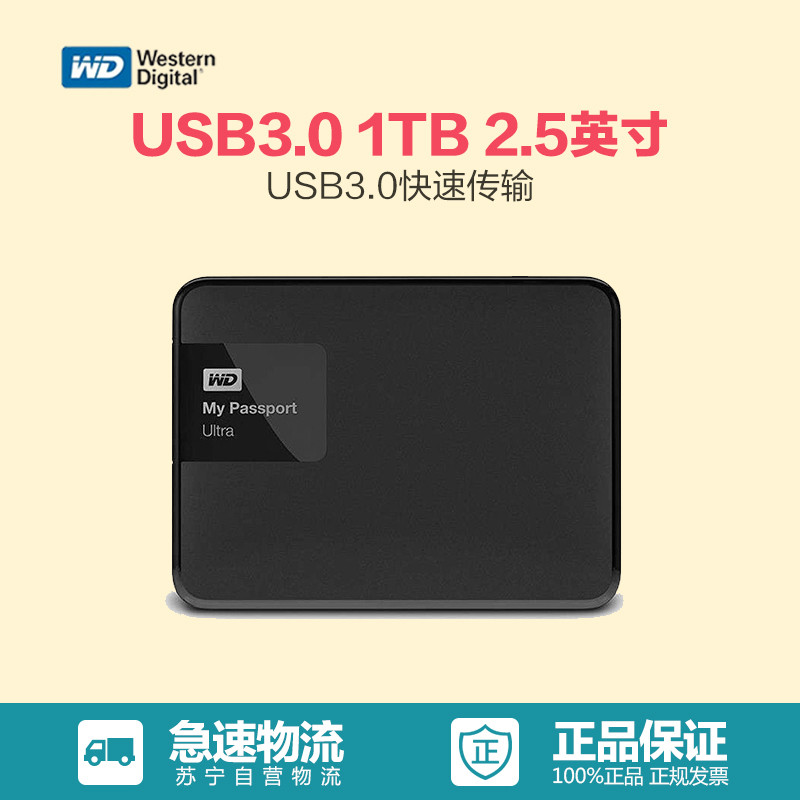 WD Western Digital
USB3.0 1TB 2.5英寸
USB3.0快速传输
WD
My Passport
Ultra
急速物流
苏宁自营物流
正
正品保证
100%正品 正规发票